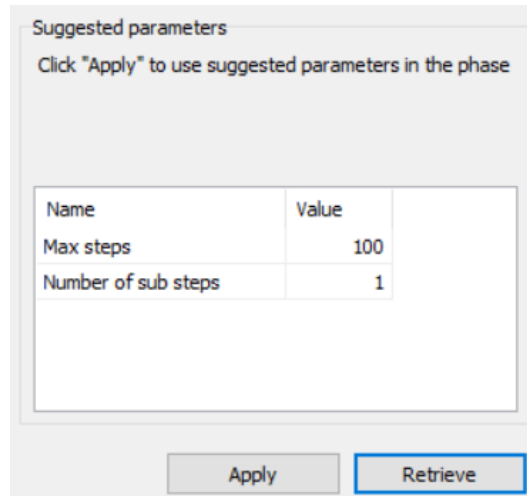 Suggested parameters
Click "Apply" to use suggested parameters in the phase
Name Value
Max steps 100
Number of sub steps 1
Apply Retrieve